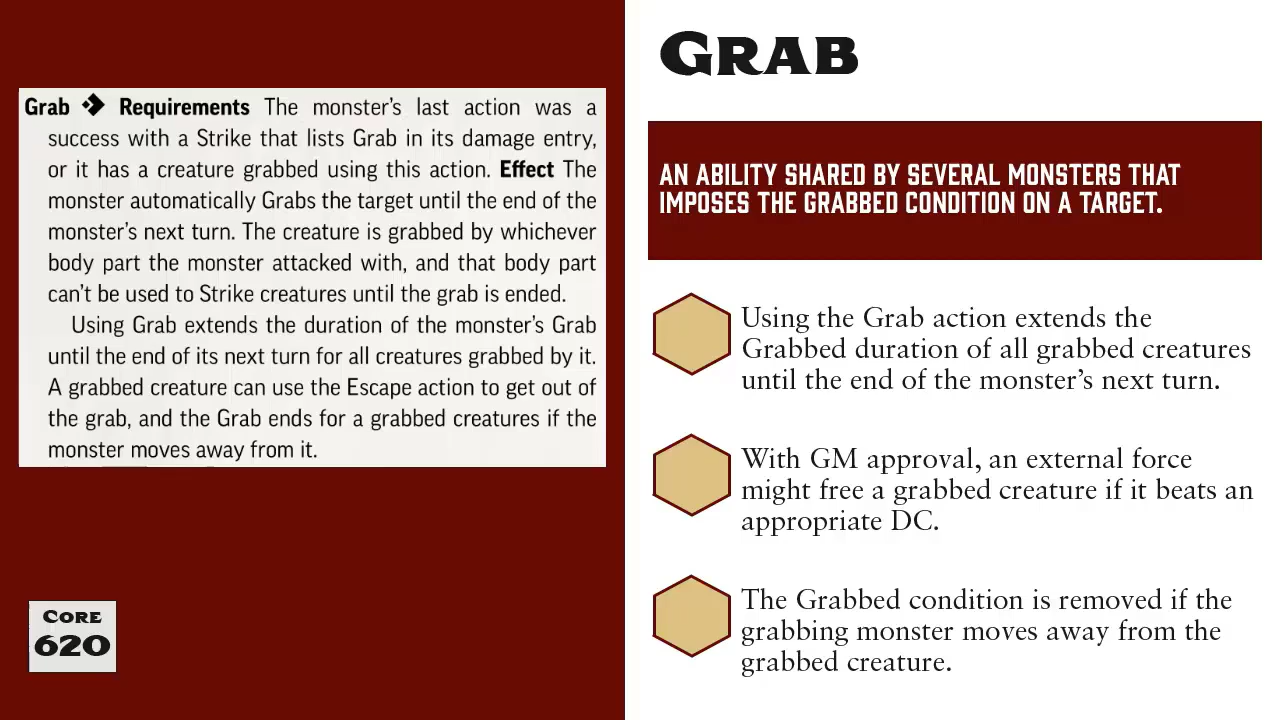 Grab Requirements The monster's last action was a
success with a Strike that lists Grab in its damage entry,
or it has a creature grabbed using this action. Effect The
monster automatically Grabs the target until the end of the
monster's next turn. The creature is grabbed by whichever
body part the monster attacked with, and that body part
can't be used to Strike creatures until the grab is ended.
Using Grab extends the duration of the monster's Grab
until the end of its next turn for all creatures grabbed by it.
A grabbed creature can use the Escape action to get out of
the grab, and the Grab ends for a grabbed creatures if the
monster moves away from it.
CORE
620
GRAB
AN ABILITY SHARED BY SEVERAL MONSTERS THAT
IMPOSES THE GRABBED CONDITION ON A TARGET.
Using the Grab action extends the
Grabbed duration of all grabbed creatures
until the end of the monster's next turn.
With GM approval, an external force
might free a grabbed creature if it beats an
appropriate DC.
The Grabbed condition is removed if the
grabbing monster moves away from the
grabbed creature.